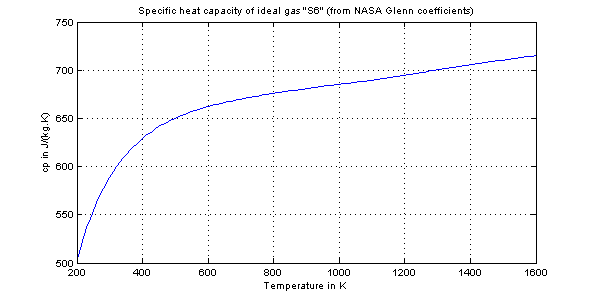 Specific heat capacity of ideal gas "S6" (from NASA Glenn coefficients)
750
700
650
600
550
500
cp in J/(kg.K)
200 400 600 800 1000 1200 1400 1600
Temperature in K